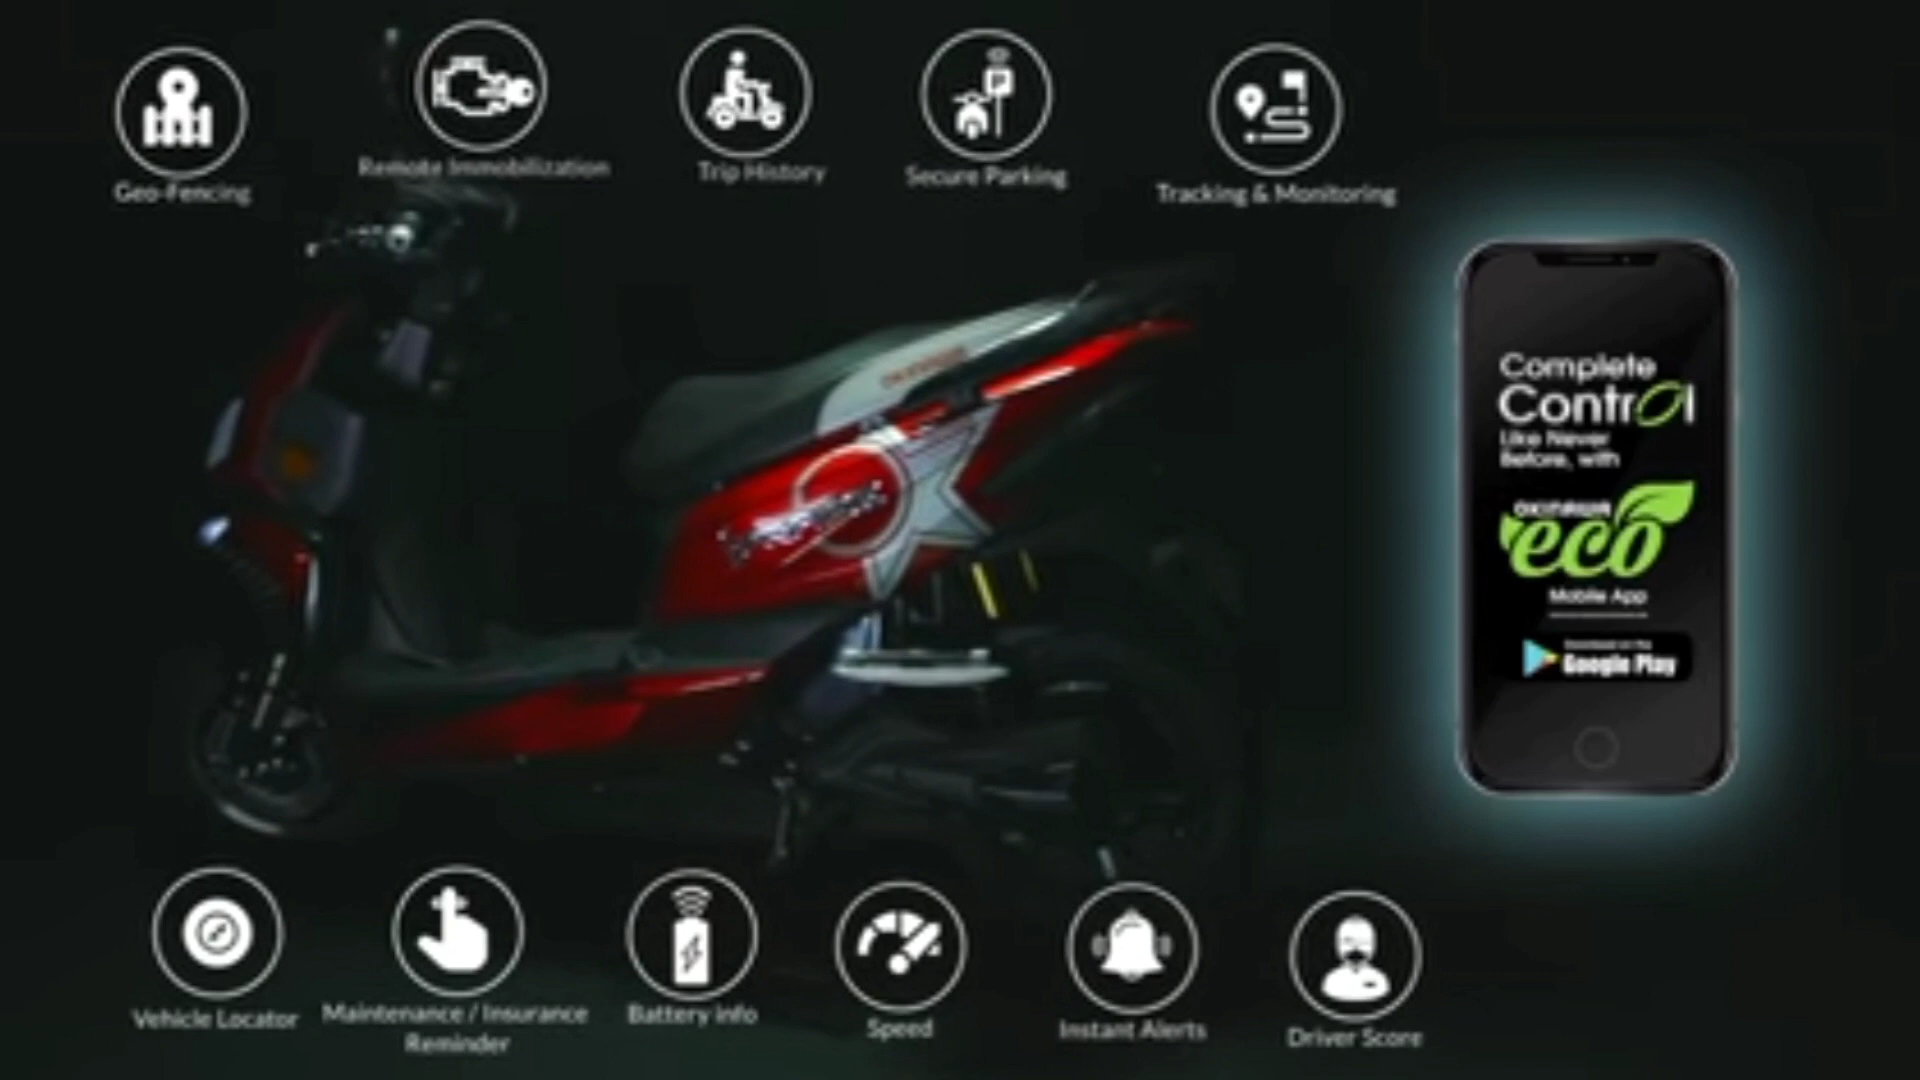 Geo-Fencing
Remote Immobilization
Trip History
Secure Parking
Tracking & Monitoring
Complete
Control
Like Never
Before, with
OKINAWA
eco
Mobile App
Google Play
Vehicle Locator
Maintenance / Insurance
Reminder
Battery info
Speed
Instant Alerts
Driver Score